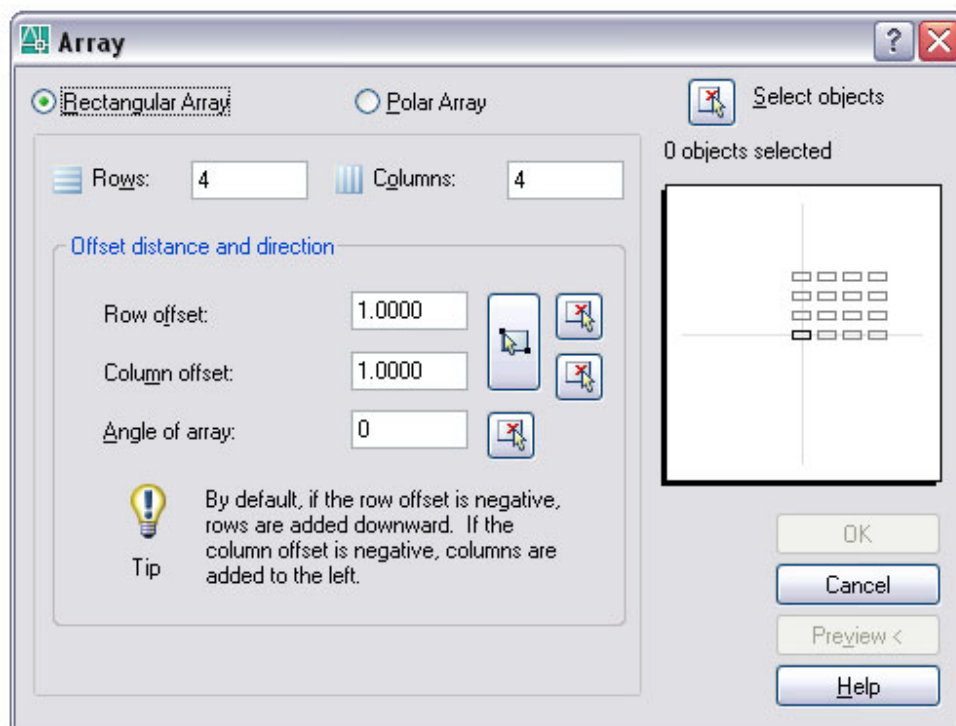 Array
Rectangular Array
Polar Array
Select objects
0 objects selected
Rows:
4
Columns:
4
Offset distance and direction
Row offset:
1.0000
Column offset:
1.0000
Angle of array:
0
Tip
By default, if the row offset is negative,
rows are added downward. If the
column offset is negative, columns are
added to the left.
OK
Cancel
Preview <
Help